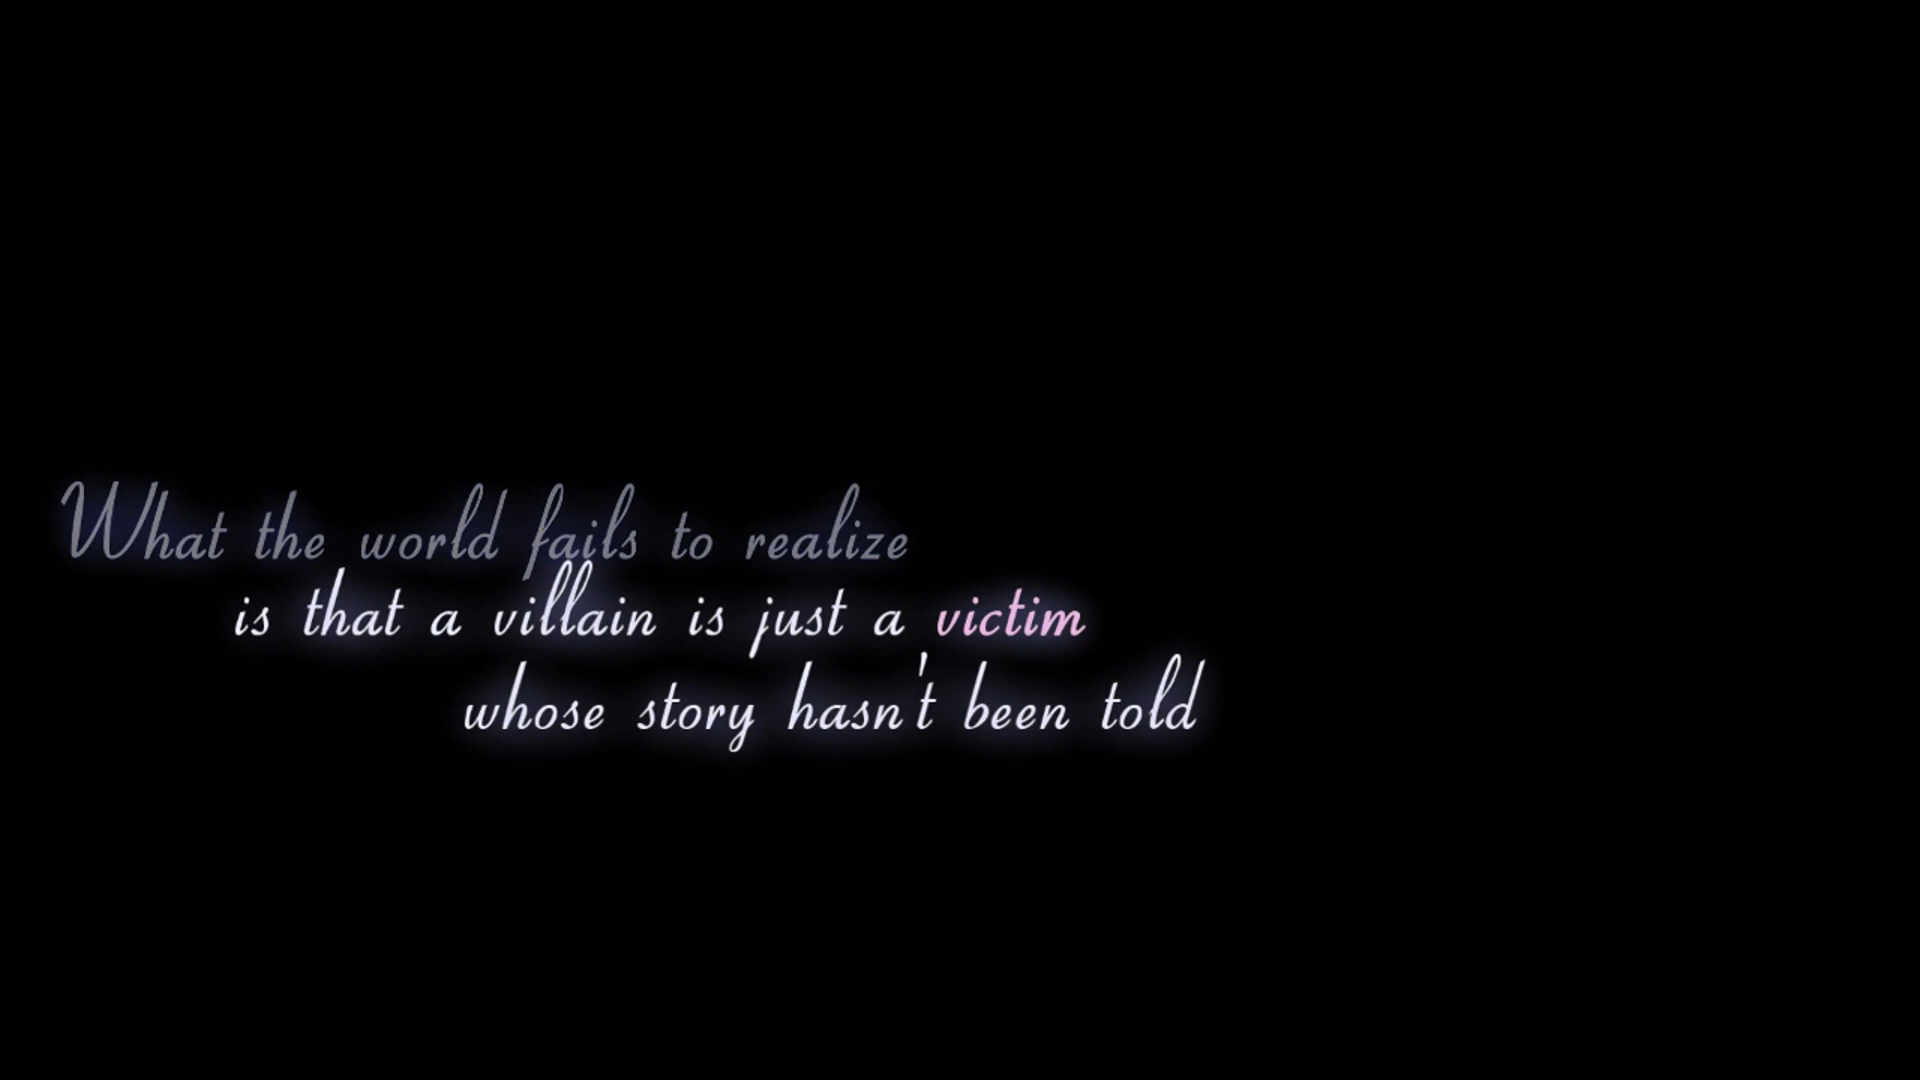 What the world fails to realize
is that a villain is just a victim
whose story hasn't been told